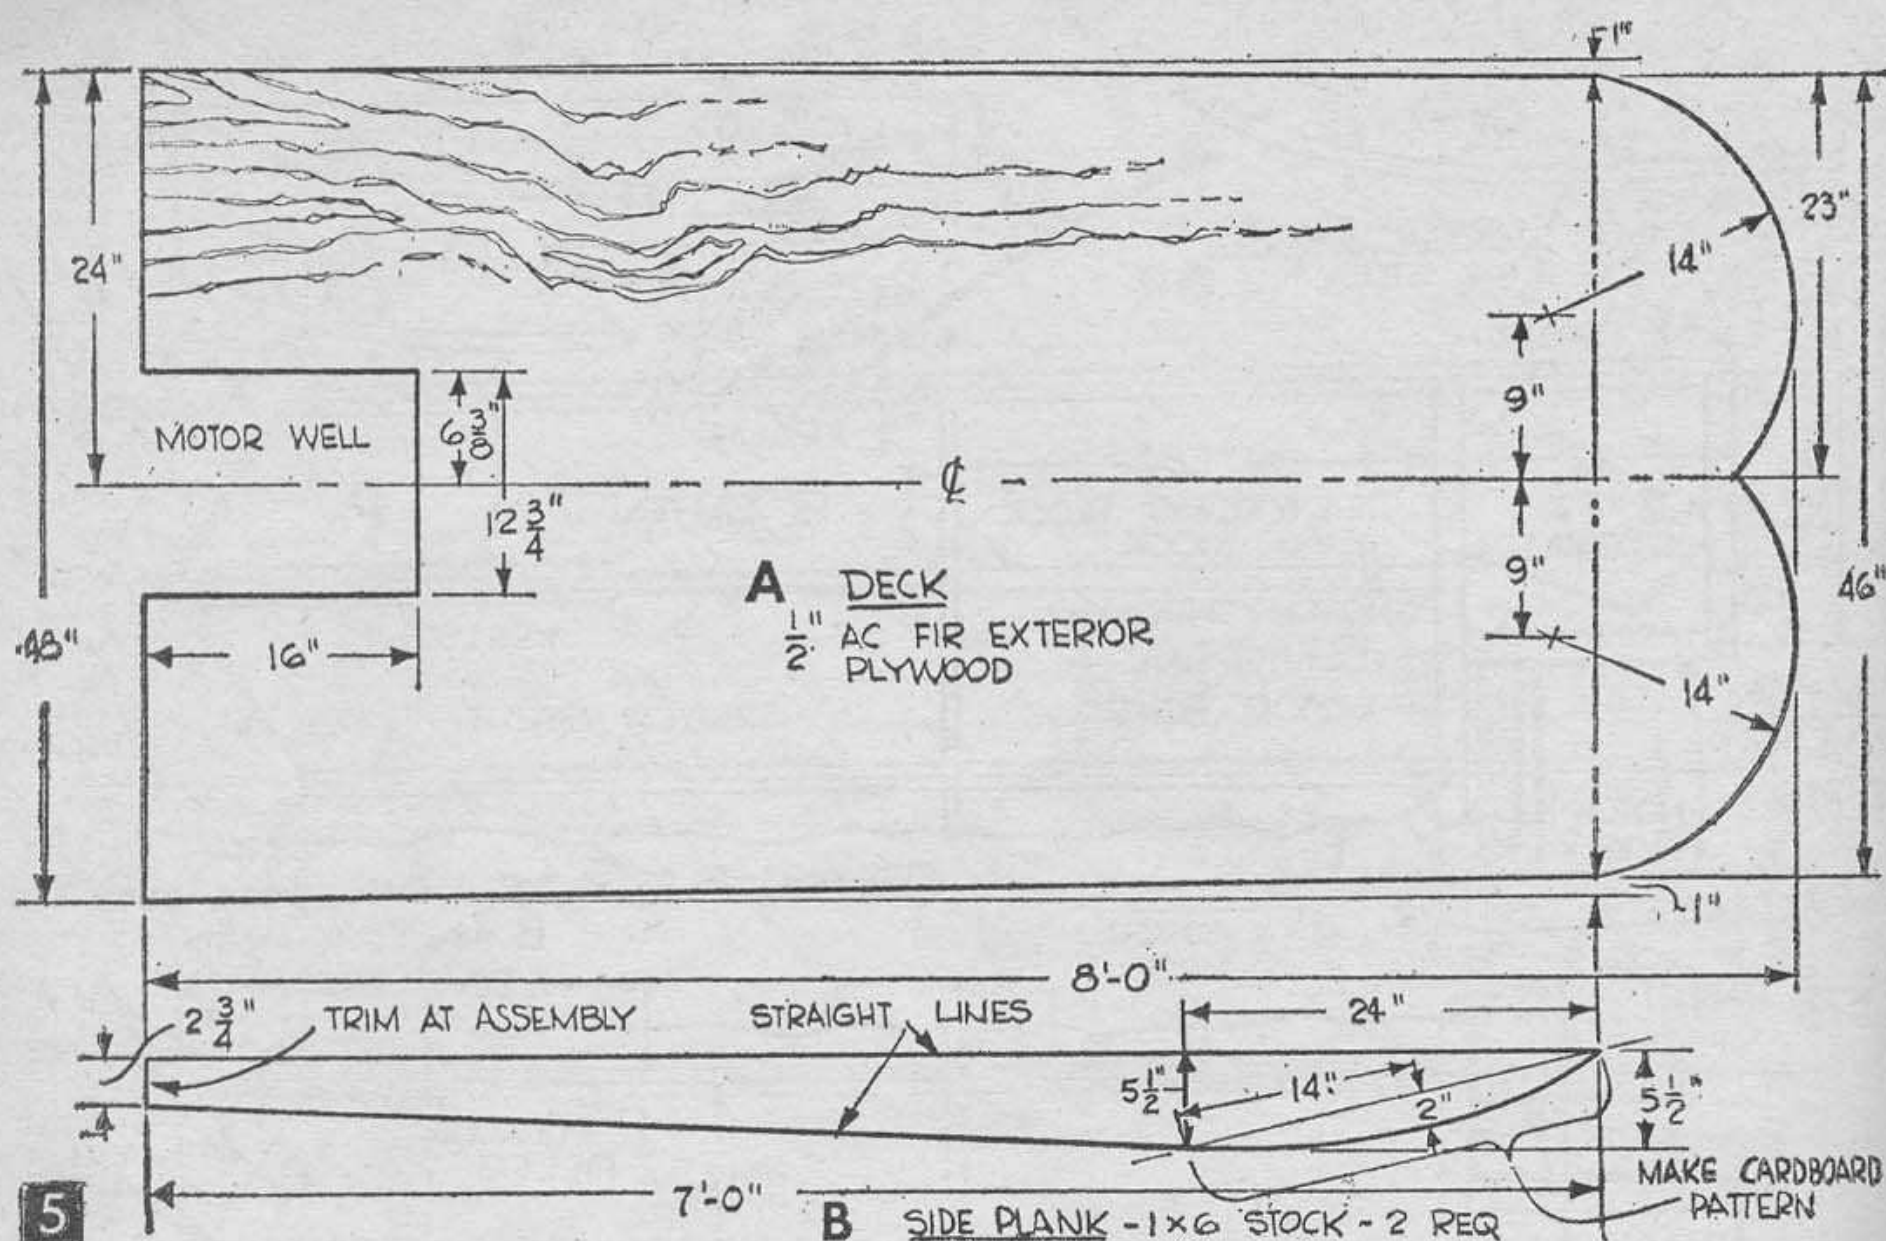 1"
24"
23"
14"
9"
MOTOR WELL
6 3/8"
℄
12 3/4"
A DECK
1/2" AC FIR EXTERIOR
PLYWOOD
9"
46"
48"
16"
14"
1"
8'-0"
2 3/4"
TRIM AT ASSEMBLY
STRAIGHT LINES
24"
5 1/2"
14"
2"
5 1/2"
MAKE CARDBOARD
PATTERN
5
7'-0"
B SIDE PLANK - 1x6 STOCK - 2 REQ